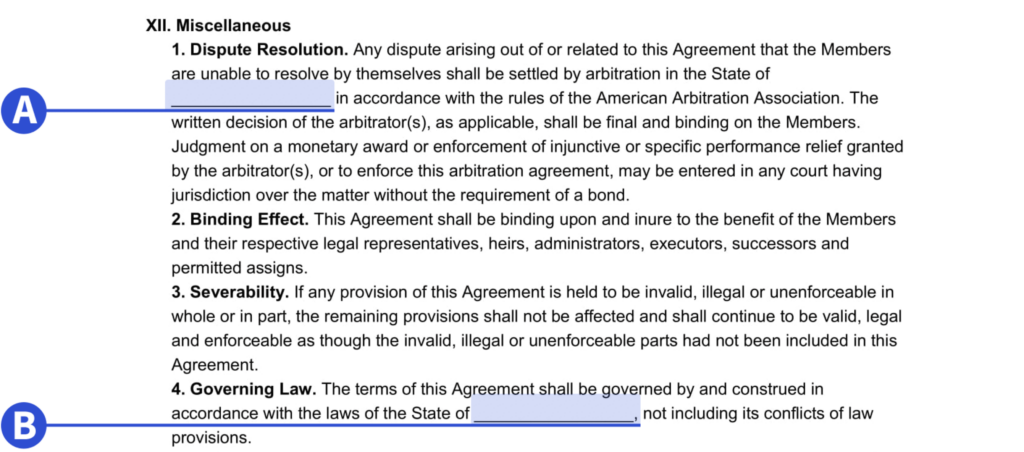 XII. Miscellaneous
1. Dispute Resolution. Any dispute arising out of or related to this Agreement that the Members
are unable to resolve by themselves shall be settled by arbitration in the State of
A
__________________ in accordance with the rules of the American Arbitration Association. The
written decision of the arbitrator(s), as applicable, shall be final and binding on the Members.
Judgment on a monetary award or enforcement of injunctive or specific performance relief granted
by the arbitrator(s), or to enforce this arbitration agreement, may be entered in any court having
jurisdiction over the matter without the requirement of a bond.
2. Binding Effect. This Agreement shall be binding upon and inure to the benefit of the Members
and their respective legal representatives, heirs, administrators, executors, successors and
permitted assigns.
3. Severability. If any provision of this Agreement is held to be invalid, illegal or unenforceable in
whole or in part, the remaining provisions shall not be affected and shall continue to be valid, legal
and enforceable as though the invalid, illegal or unenforceable parts had not been included in this
Agreement.
4. Governing Law. The terms of this Agreement shall be governed by and construed in
accordance with the laws of the State of __________________, not including its conflicts of law
B
provisions.